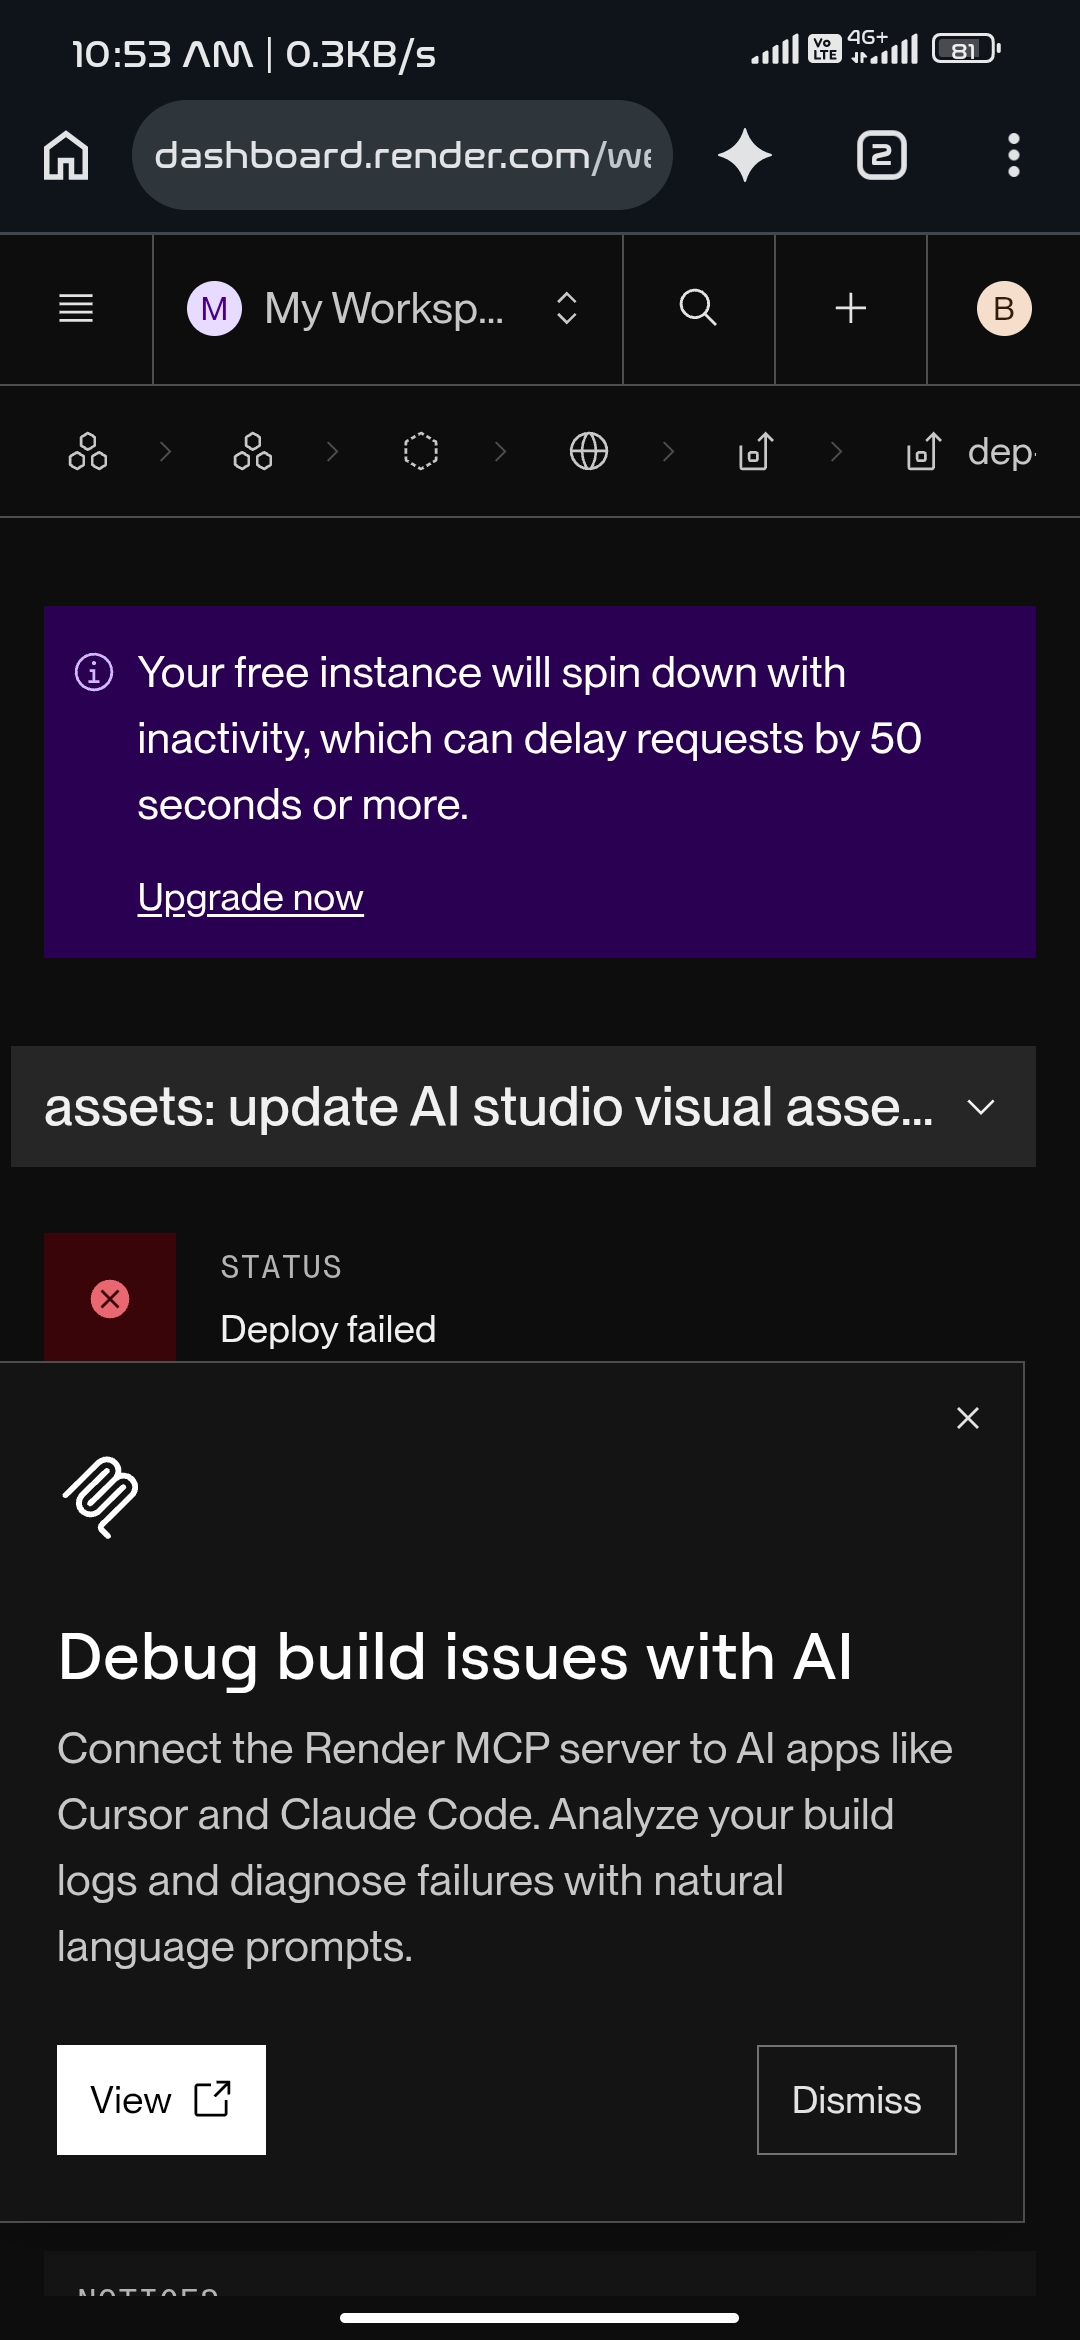 10:53 AM | 0.3KB/s
Vo LTE 4G+ 81
dashboard.render.com/we
2
M My Worksp... B
dep
Your free instance will spin down with
inactivity, which can delay requests by 50
seconds or more.
Upgrade now
assets: update AI studio visual asse...
STATUS
Deploy failed
Debug build issues with AI
Connect the Render MCP server to AI apps like
Cursor and Claude Code. Analyze your build
logs and diagnose failures with natural
language prompts.
View
Dismiss
NOTICES